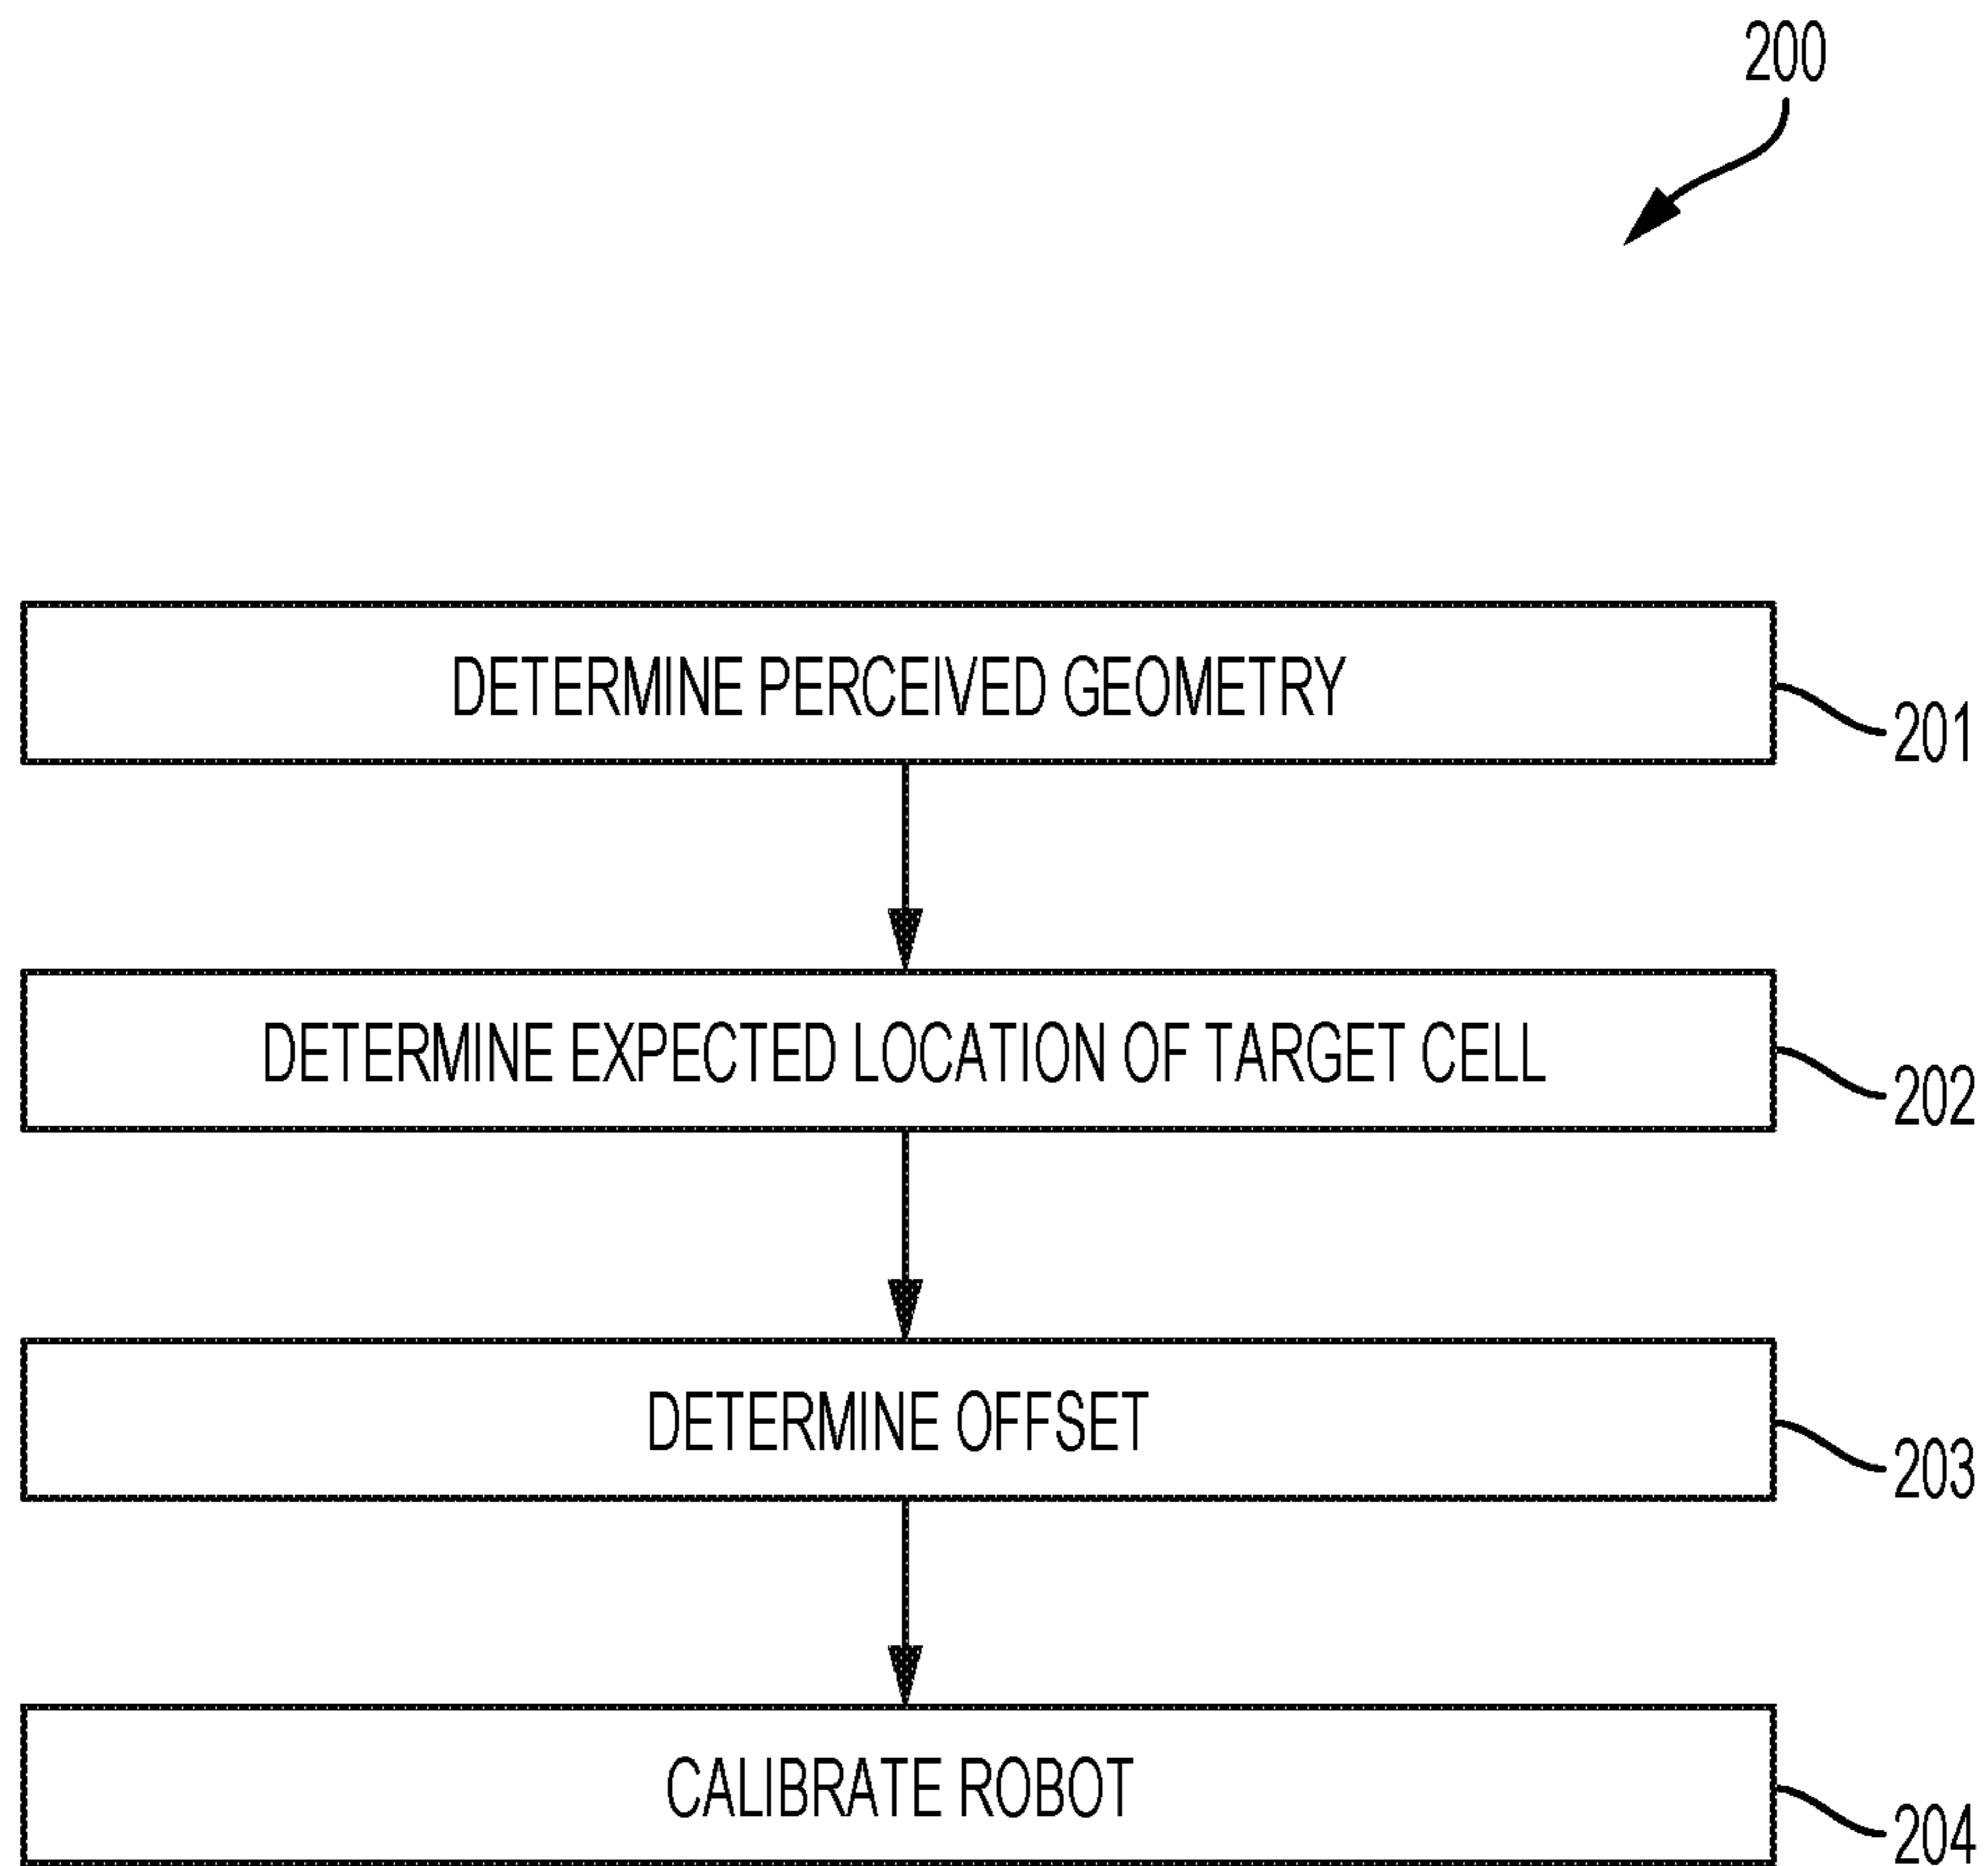 200
DETERMINE PERCEIVED GEOMETRY
201
DETERMINE EXPECTED LOCATION OF TARGET CELL
202
DETERMINE OFFSET
203
CALIBRATE ROBOT
204